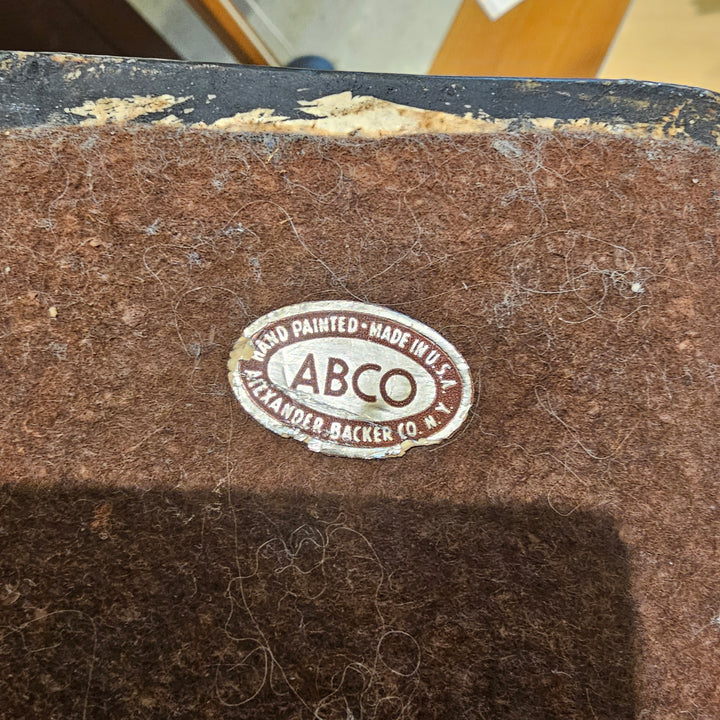 HAND PAINTED • MADE IN U.S.A.
ABCO
ALEXANDER BACKER CO. N.Y.